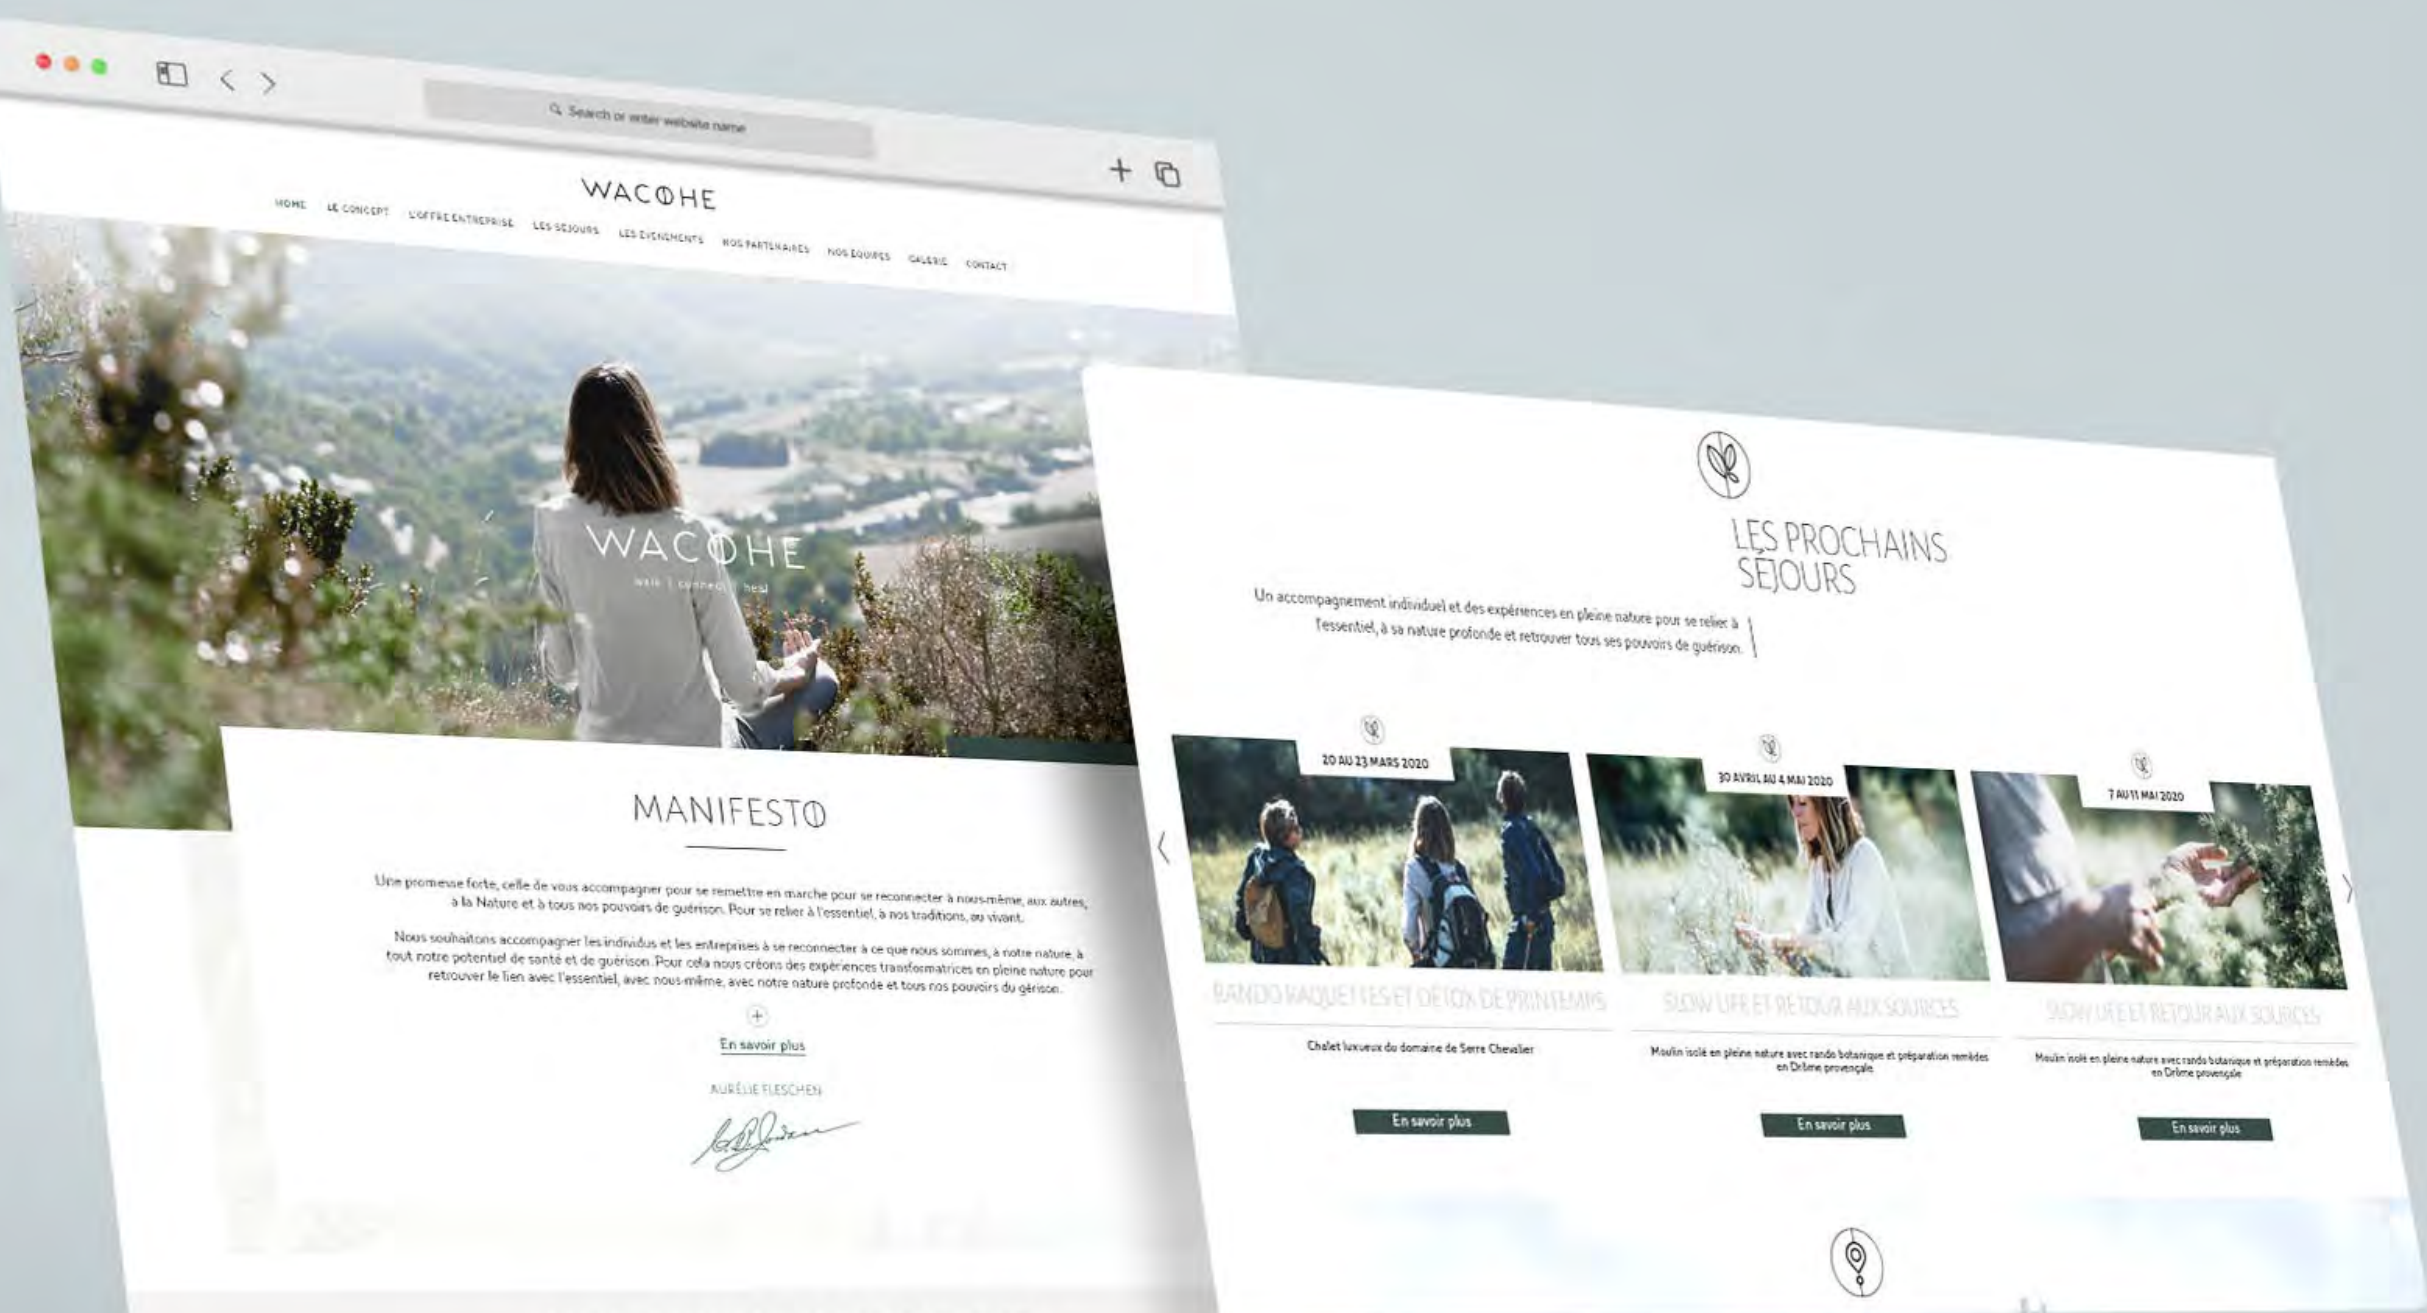 Search or enter website name
WACOHE
HOME LE CONCEPT L'OFFRE ENTREPRISE LES SÉJOURS LES ÉVÈNEMENTS NOS PARTENAIRES NOS ÉQUIPES GALERIE CONTACT
WACOHE
walk | connect | heal
MANIFESTO
Une promesse forte, celle de vous accompagner pour se remettre en marche pour se reconnecter à nous-même, aux autres,
à la Nature et à tous nos pouvoirs de guérison. Pour se relier à l'essentiel, à nos traditions, au vivant.
Nous souhaitons accompagner les individus et les entreprises à se reconnecter à ce que nous sommes, à notre nature, à
tout notre potentiel de santé et de guérison. Pour cela nous créons des expériences transformatrices en pleine nature pour
retrouver le lien avec l'essentiel, avec nous-même, avec notre nature profonde et tous nos pouvoirs du gérison.
En savoir plus
AURÉLIE FLESCHEN
LES PROCHAINS
SÉJOURS
Un accompagnement individuel et des expériences en pleine nature pour se relier à
l'essentiel, à sa nature profonde et retrouver tous ses pouvoirs de guérison.
20 AU 23 MARS 2020
RANDO RAQUETTES ET DÉTOX DE PRINTEMPS
Chalet luxueux du domaine de Serre Chevalier
En savoir plus
30 AVRIL AU 4 MAI 2020
SLOW LIFE ET RETOUR AUX SOURCES
Moulin isolé en pleine nature avec rando botanique et préparation remèdes
en Drôme provençale
En savoir plus
7 AU 11 MAI 2020
SLOW LIFE ET RETOUR AUX SOURCES
Moulin isolé en pleine nature avec rando botanique et préparation remèdes
en Drôme provençale
En savoir plus